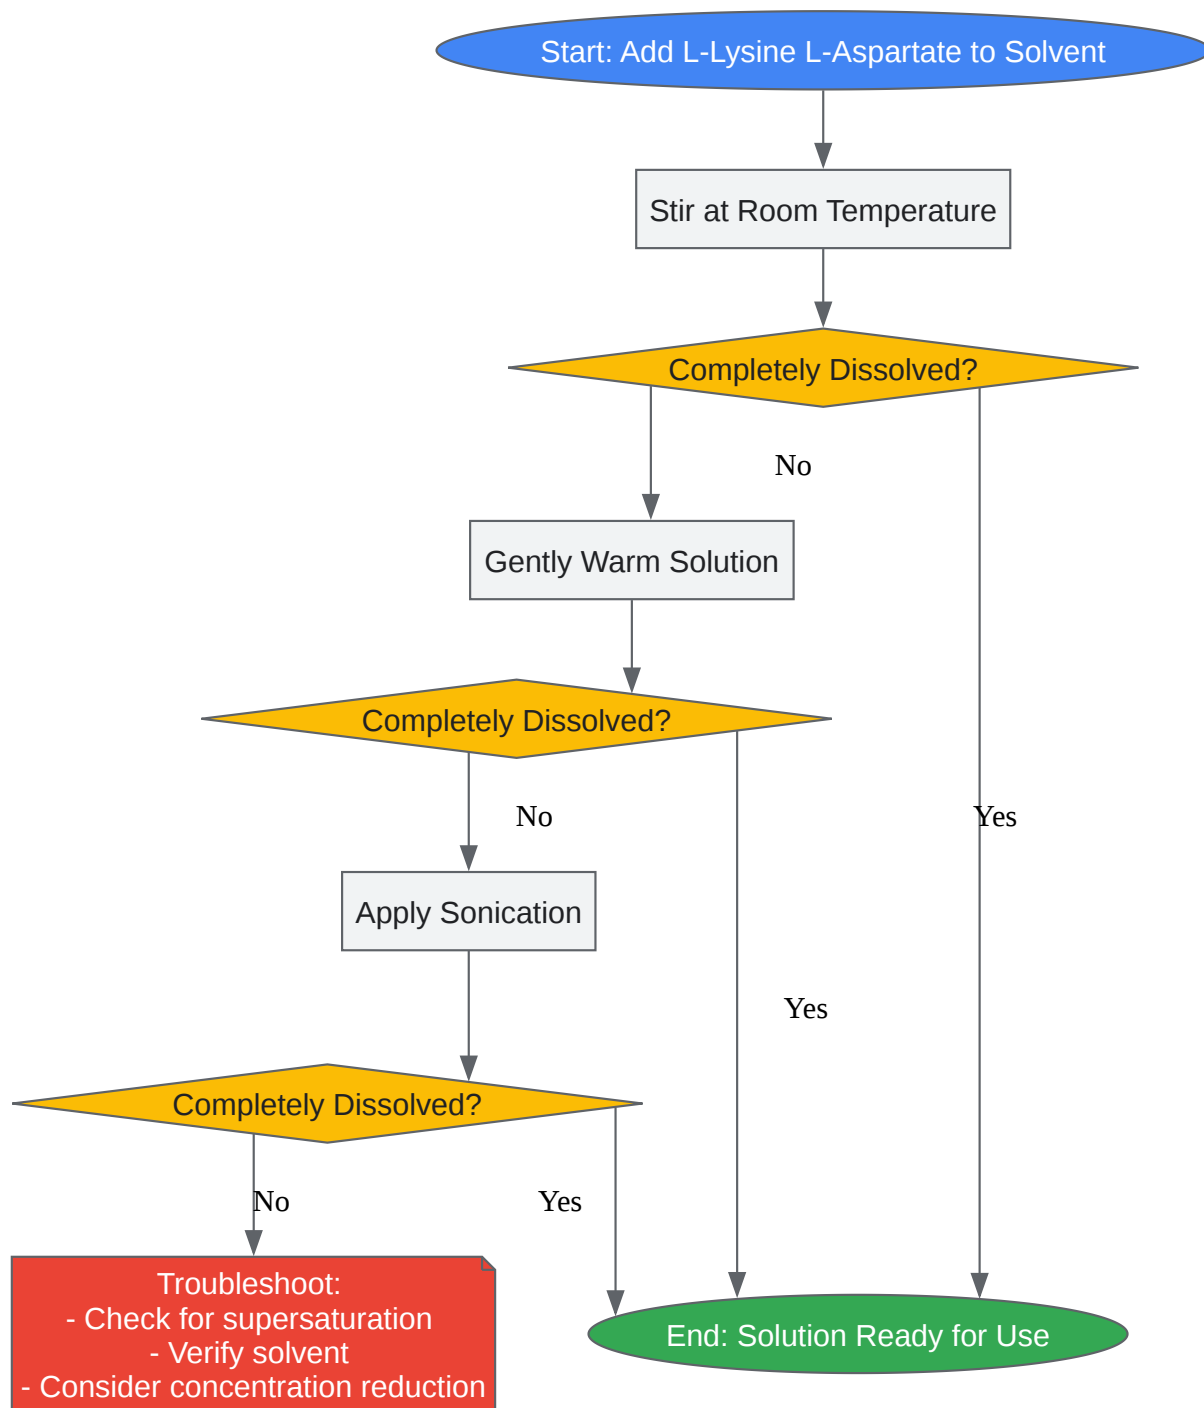 Start: Add L-Lysine L-Aspartate to Solvent
Stir at Room Temperature
Completely Dissolved?
No
Gently Warm Solution
Completely Dissolved?
No
Yes
Apply Sonication
Yes
Completely Dissolved?
No
Yes
Troubleshoot:
- Check for supersaturation
- Verify solvent
- Consider concentration reduction
End: Solution Ready for Use